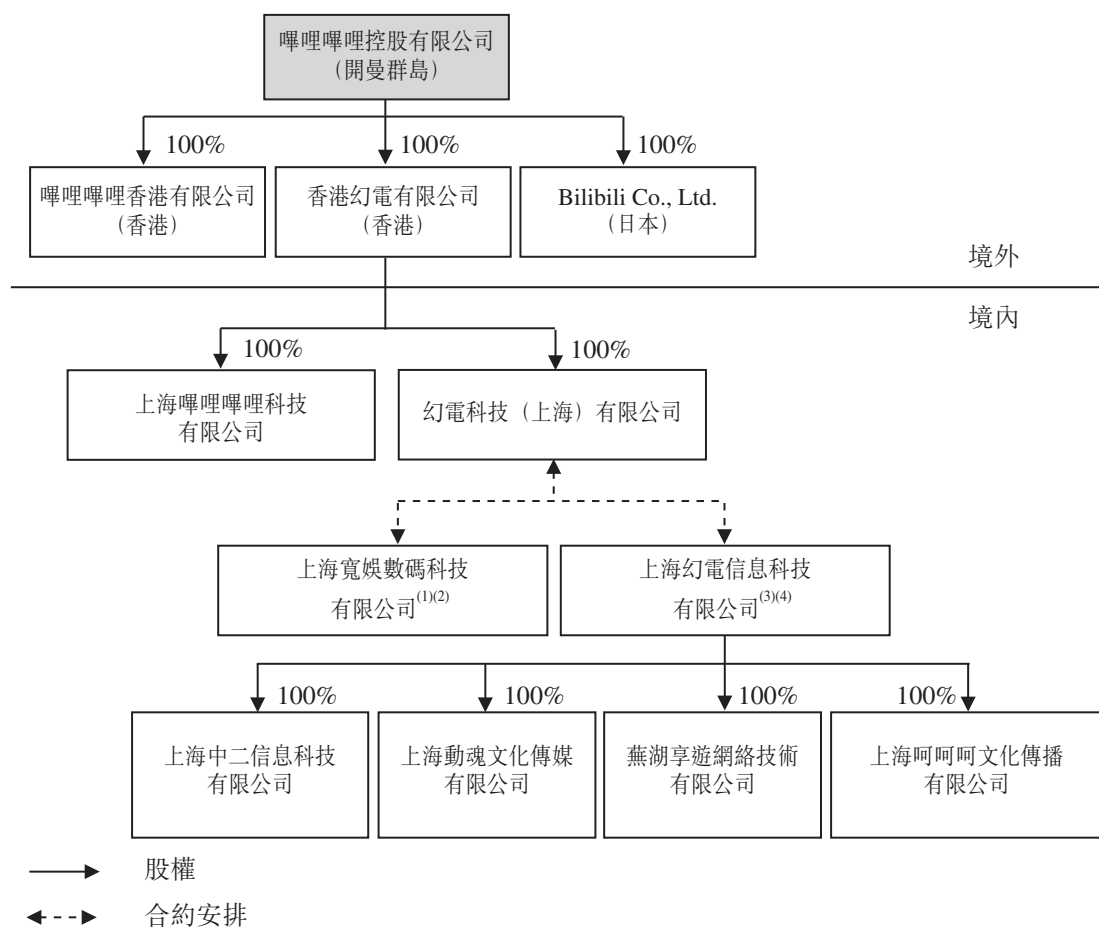 嗶哩嗶哩控股有限公司
（開曼群島）
100%
100%
100%
嗶哩嗶哩香港有限公司
（香港）
香港幻電有限公司
（香港）
Bilibili Co., Ltd.
（日本）
境外
境內
100%
100%
上海嗶哩嗶哩科技
有限公司
幻電科技（上海）有限公司
上海寬娛數碼科技
有限公司(1)(2)
上海幻電信息科技
有限公司(3)(4)
100%
100%
100%
100%
上海中二信息科技
有限公司
上海動魂文化傳媒
有限公司
蕪湖享遊網絡技術
有限公司
上海呵呵呵文化傳播
有限公司
股權
合約安排